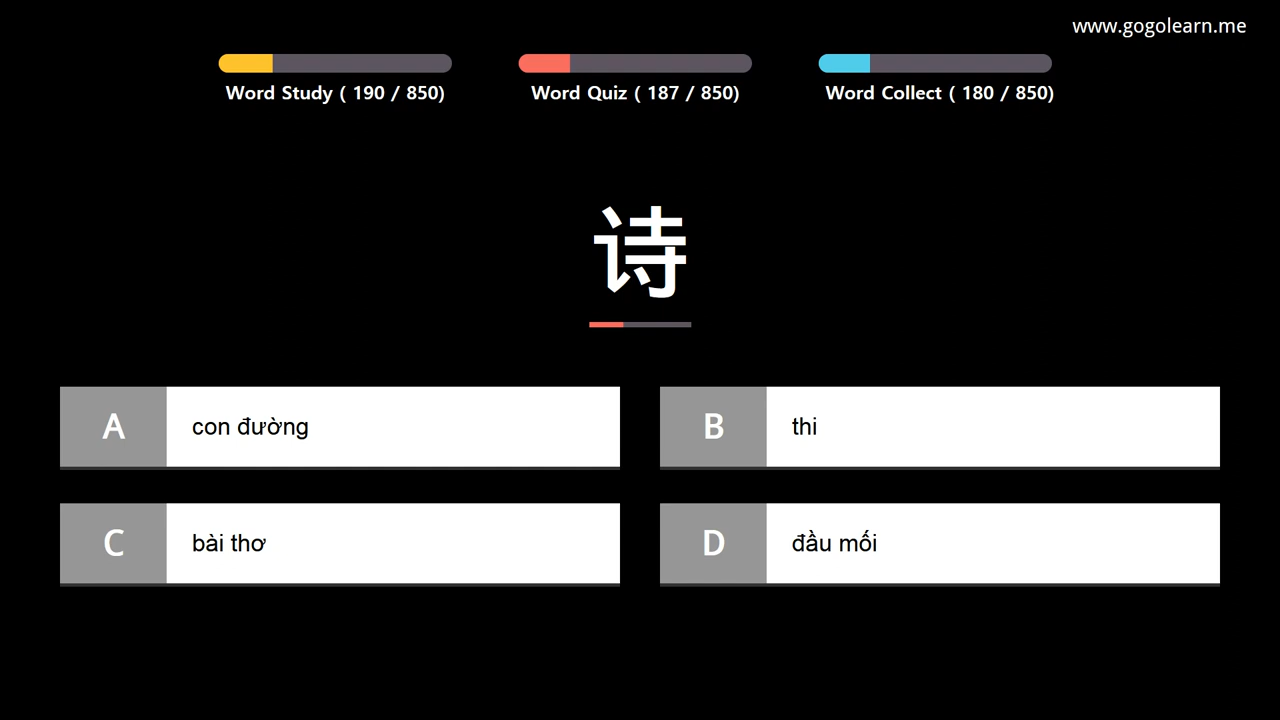 www.gogolearn.me
Word Study ( 190 / 850)
Word Quiz ( 187 / 850)
Word Collect ( 180 / 850)
诗
A con đường
B thi
C bài thơ
D đầu mối